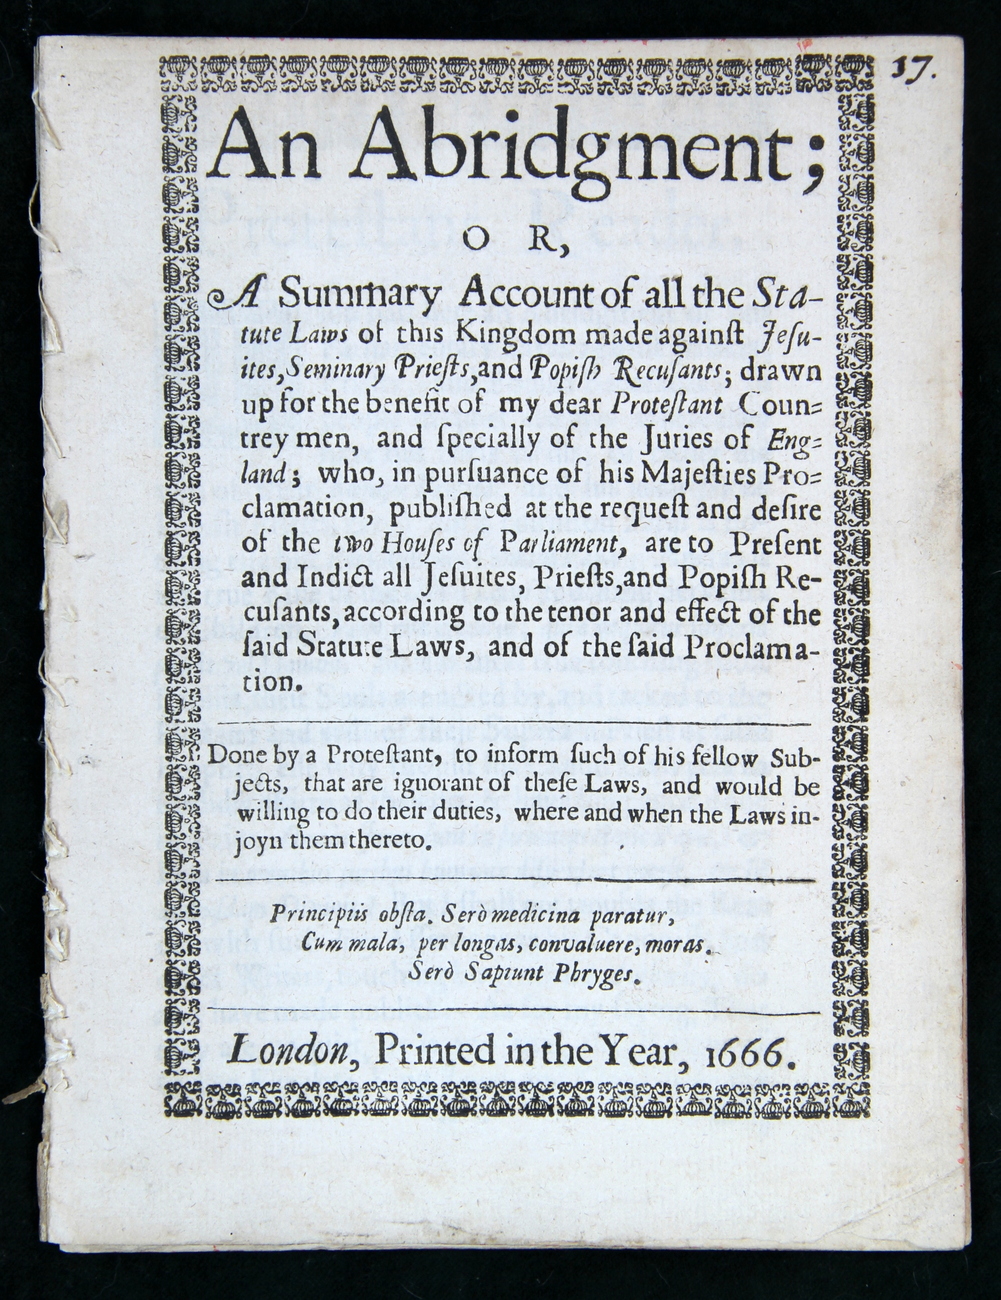 17.
An Abridgment;
O R,
A Summary Account of all the Sta-
tute Laws of this Kingdom made against Jeſu-
ites, Seminary Prieſts, and Popiſh Recuſants; drawn
up for the benefit of my dear Proteſtant Coun=
trey men, and ſpecially of the Juries of Eng=
land; who, in purſuance of his Majeſties Pro=
clamation, publiſhed at the requeſt and deſire
of the two Houſes of Parliament, are to Preſent
and Indict all Jeſuites, Prieſts, and Popiſh Re-
cuſants, according to the tenor and effect of the
ſaid Statute Laws, and of the ſaid Proclama-
tion.
Done by a Proteſtant, to inform ſuch of his fellow Sub-
jects, that are ignorant of theſe Laws, and would be
willing to do their duties, where and when the Laws in-
joyn them thereto.
Principiis obſta. Serò medicina paratur,
Cum mala, per longas, convaluere, moras.
Serò Sapiunt Phryges.
London, Printed in the Year, 1666.